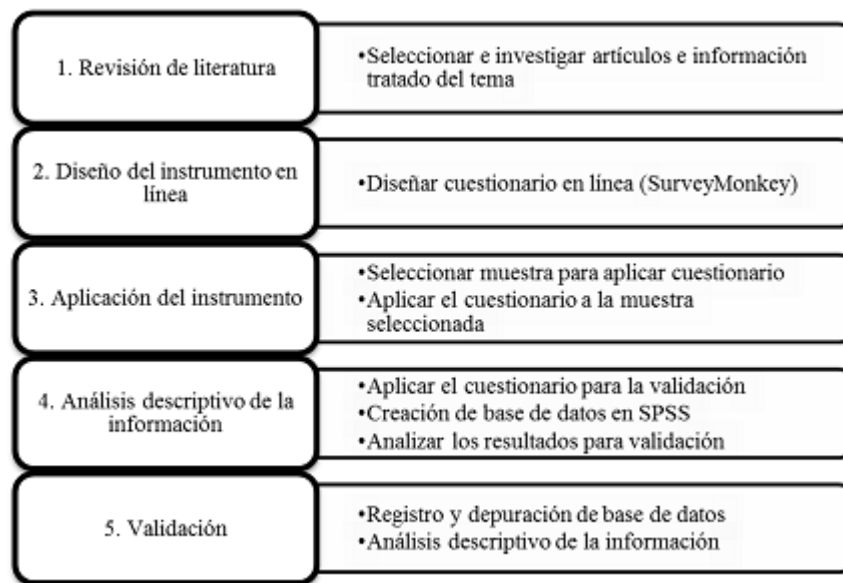 1. Revisión de literatura
•Seleccionar e investigar artículos e información
tratado del tema
2. Diseño del instrumento en
línea
•Diseñar cuestionario en línea (SurveyMonkey)
3. Aplicación del instrumento
•Seleccionar muestra para aplicar cuestionario
•Aplicar el cuestionario a la muestra
seleccionada
4. Análisis descriptivo de la
información
•Aplicar el cuestionario para la validación
•Creación de base de datos en SPSS
•Analizar los resultados para validación
5. Validación
•Registro y depuración de base de datos
•Análisis descriptivo de la información